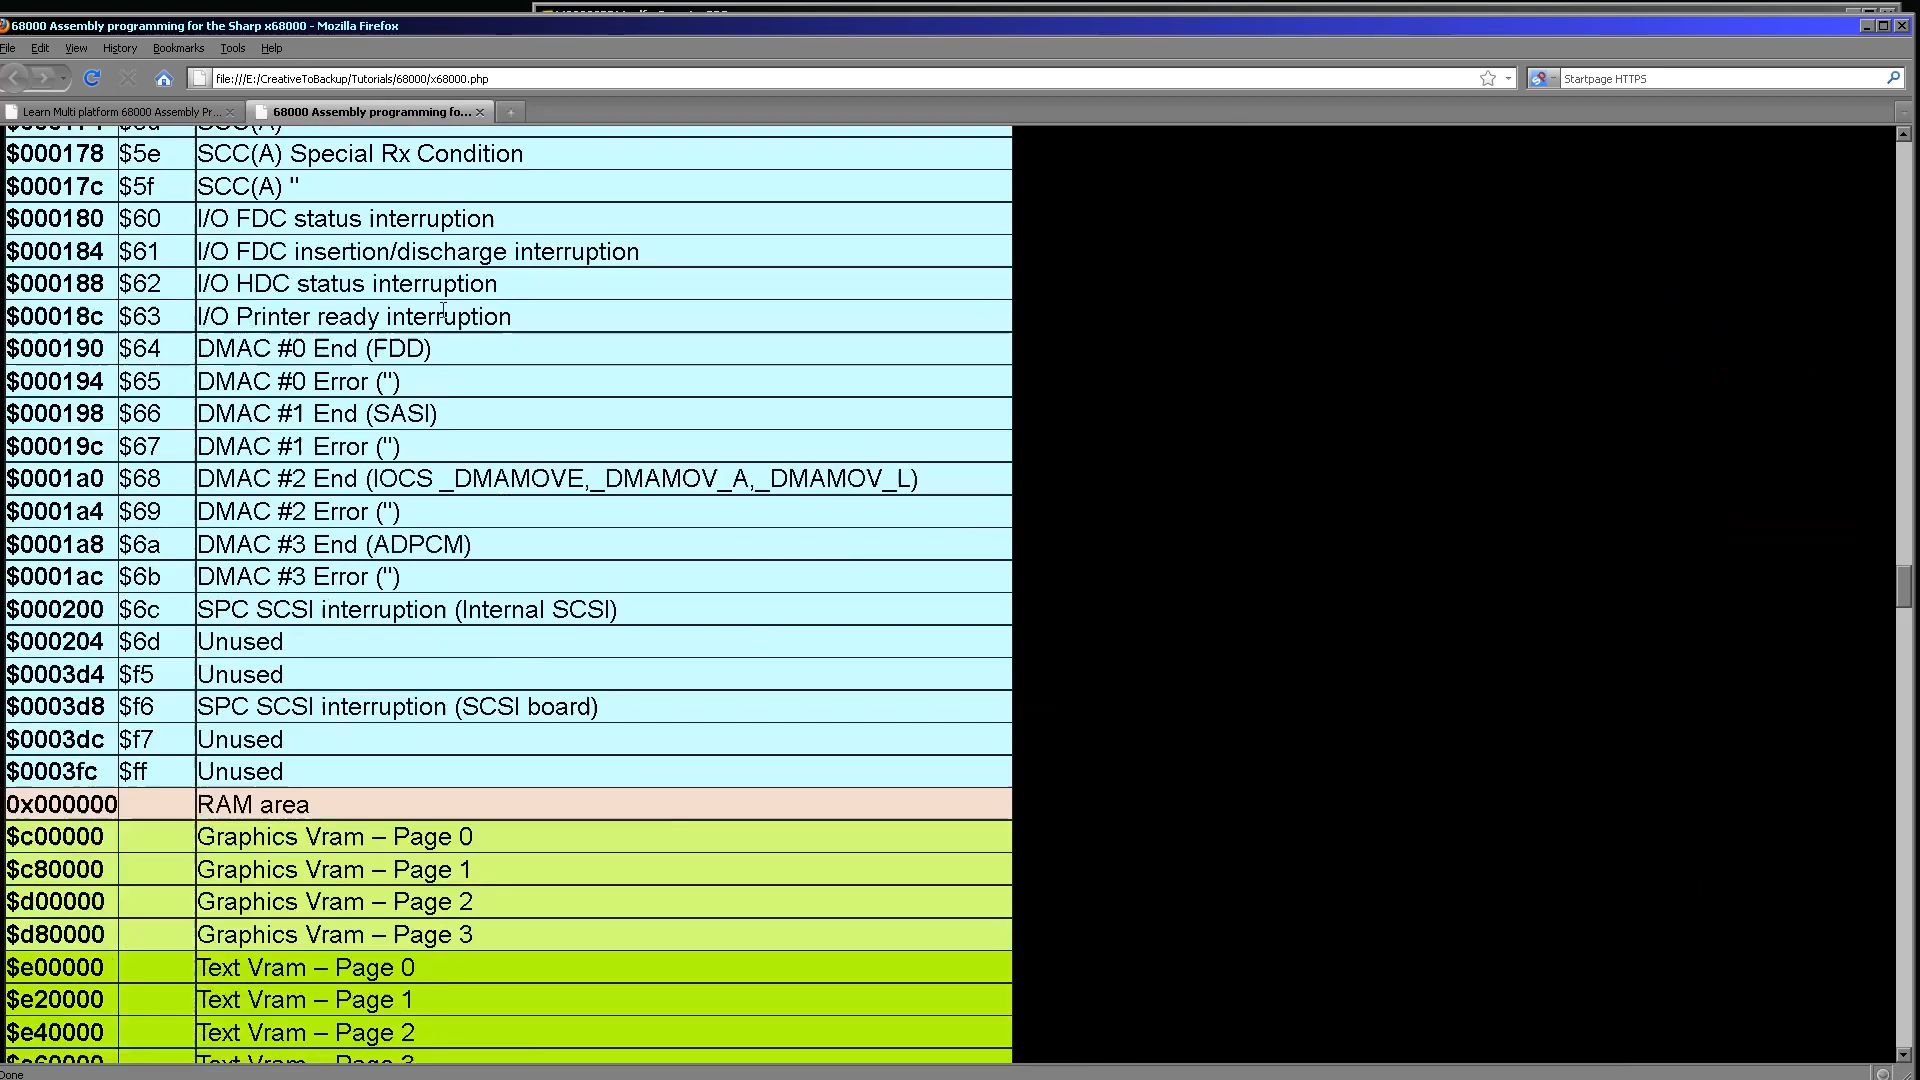 68000 Assembly programming for the Sharp x68000 - Mozilla Firefox
File Edit View History Bookmarks Tools Help
file:///E:/CreativeToBackup/Tutorials/68000/x68000.php
Startpage HTTPS
Learn Multi platform 68000 Assembly Pr...
68000 Assembly programming fo...
$000178 $5e SCC(A) Special Rx Condition
$00017c $5f SCC(A) "
$000180 $60 I/O FDC status interruption
$000184 $61 I/O FDC insertion/discharge interruption
$000188 $62 I/O HDC status interruption
$00018c $63 I/O Printer ready interruption
$000190 $64 DMAC #0 End (FDD)
$000194 $65 DMAC #0 Error (")
$000198 $66 DMAC #1 End (SASI)
$00019c $67 DMAC #1 Error (")
$0001a0 $68 DMAC #2 End (IOCS _DMAMOVE,_DMAMOV_A,_DMAMOV_L)
$0001a4 $69 DMAC #2 Error (")
$0001a8 $6a DMAC #3 End (ADPCM)
$0001ac $6b DMAC #3 Error (")
$000200 $6c SPC SCSI interruption (Internal SCSI)
$000204 $6d Unused
$0003d4 $f5 Unused
$0003d8 $f6 SPC SCSI interruption (SCSI board)
$0003dc $f7 Unused
$0003fc $ff Unused
0x000000 RAM area
$c00000 Graphics Vram – Page 0
$c80000 Graphics Vram – Page 1
$d00000 Graphics Vram – Page 2
$d80000 Graphics Vram – Page 3
$e00000 Text Vram – Page 0
$e20000 Text Vram – Page 1
$e40000 Text Vram – Page 2
$e60000 Text Vram – Page 3
Done